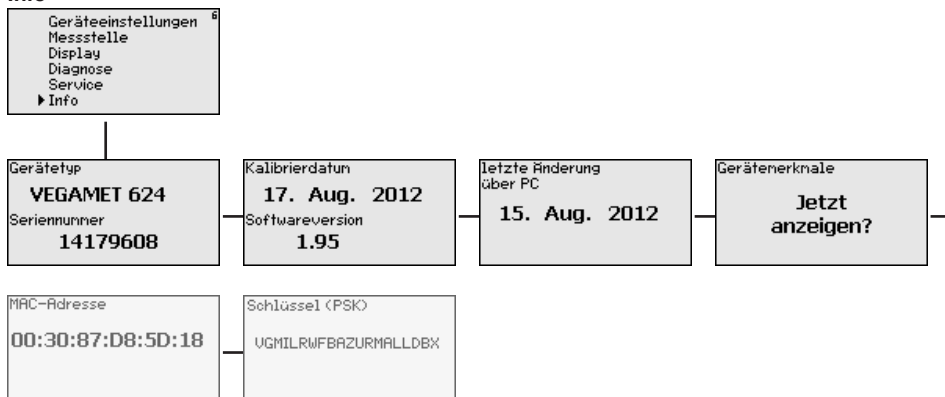 Geräteeinstellungen 6
Messstelle
Display
Diagnose
Service
Info
Gerätetyp
VEGAMET 624
Seriennummer
14179608
Kalibrierdatum
17. Aug. 2012
Softwareversion
1.95
letzte Änderung
über PC
15. Aug. 2012
Gerätemerkmale
Jetzt
anzeigen?
MAC-Adresse
00:30:87:D8:5D:18
Schlüssel (PSK)
VGMILRWFBAZURMALLDBX